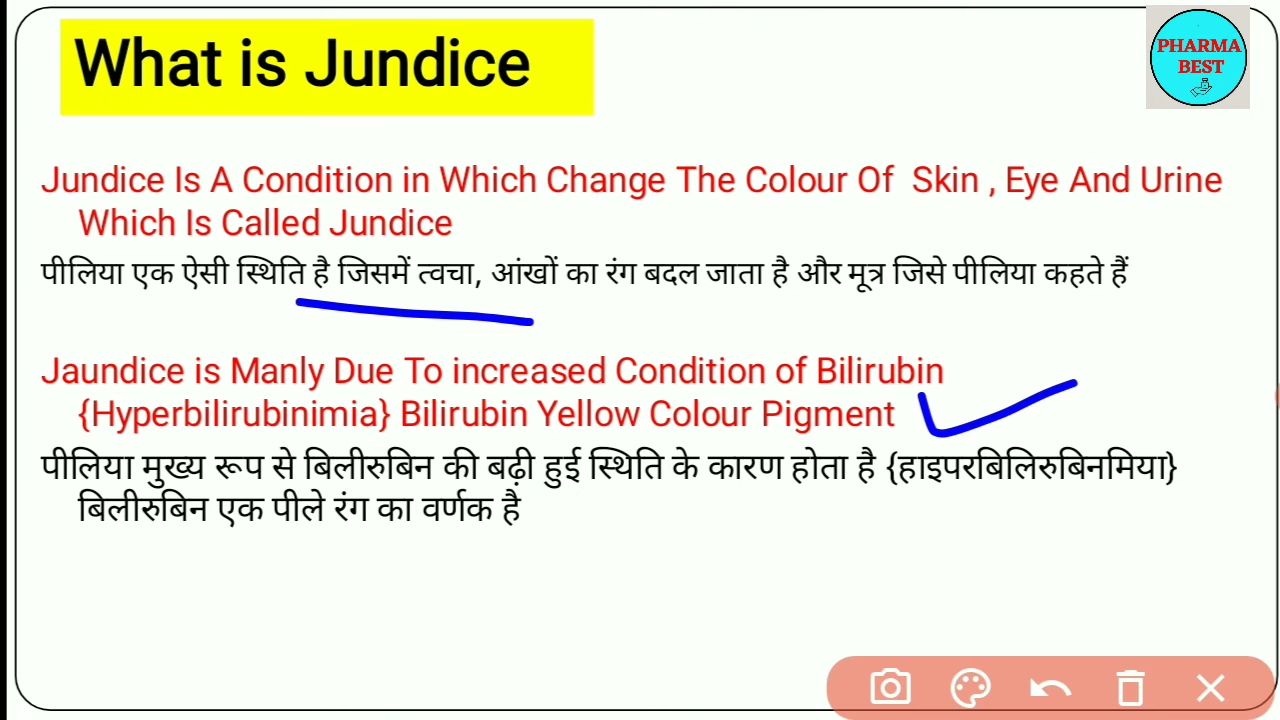 What is Jundice
PHARMA
BEST
Jundice Is A Condition in Which Change The Colour Of Skin , Eye And Urine
Which Is Called Jundice
पीलिया एक ऐसी स्थिति है जिसमें त्वचा, आंखों का रंग बदल जाता है और मूत्र जिसे पीलिया कहते हैं
Jaundice is Manly Due To increased Condition of Bilirubin
{Hyperbilirubinimia} Bilirubin Yellow Colour Pigment
पीलिया मुख्य रूप से बिलीरुबिन की बढ़ी हुई स्थिति के कारण होता है {हाइपरबिलिरुबिनमिया}
बिलीरुबिन एक पीले रंग का वर्णक है